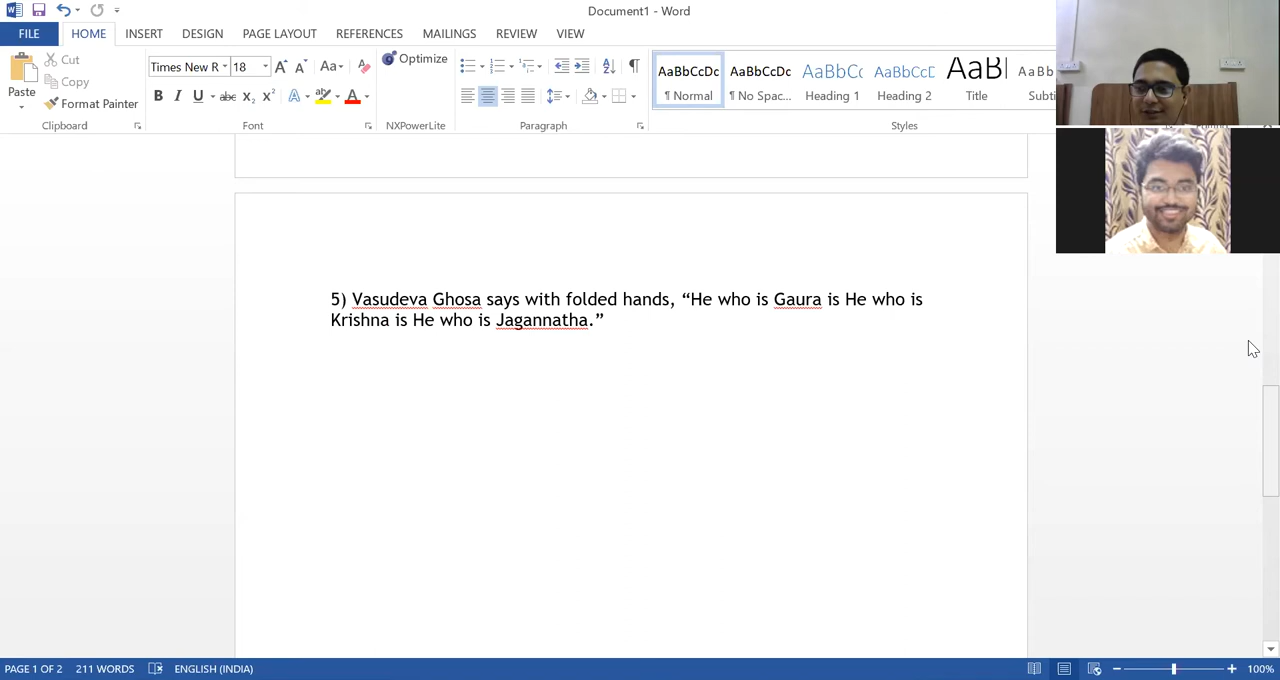 Document1 - Word
FILE HOME INSERT DESIGN PAGE LAYOUT REFERENCES MAILINGS REVIEW VIEW
Paste
Cut
Copy
Format Painter
Clipboard
Times New R 18
Font
Optimize
NXPowerLite
Paragraph
AaBbCcDc AaBbCcDc AaBbCc AaBbCcD AaB AaBb
¶ Normal ¶ No Spac... Heading 1 Heading 2 Title
Styles
5) Vasudeva Ghosa says with folded hands, “He who is Gaura is He who is
Krishna is He who is Jagannatha.”
PAGE 1 OF 2 211 WORDS ENGLISH (INDIA) 100%